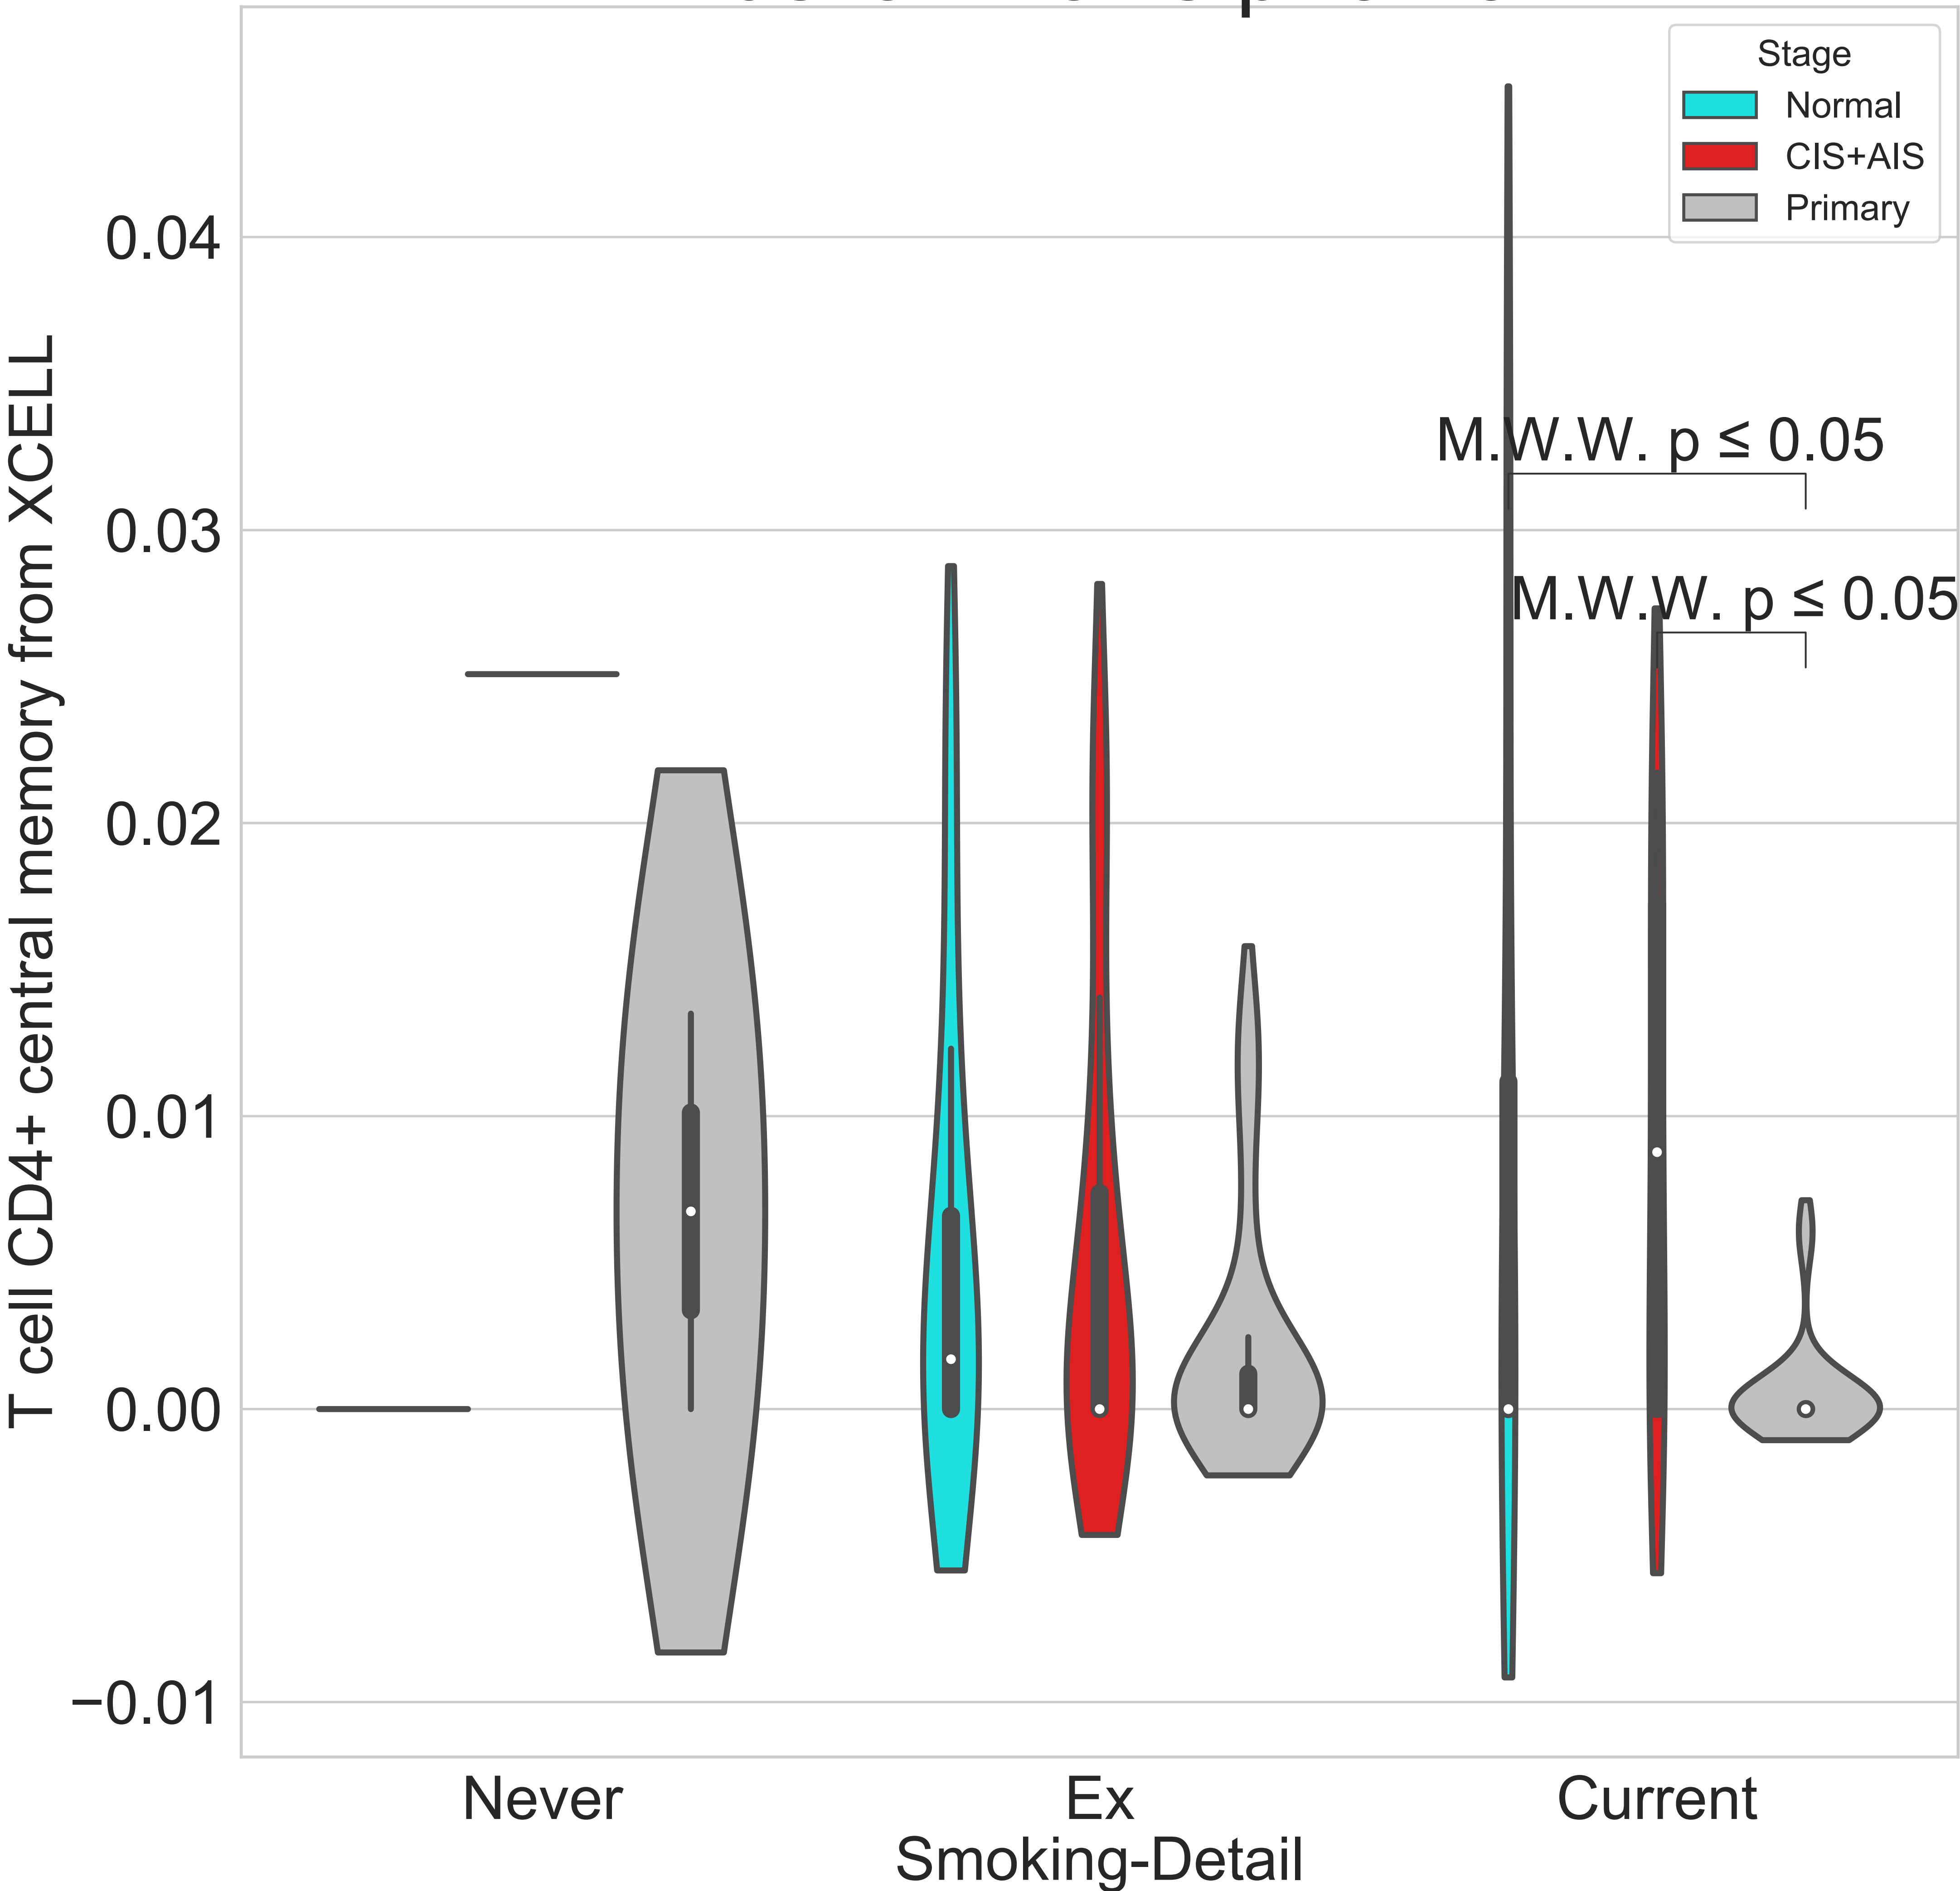 Stage
Normal
CIS+AIS
Primary
0.04
0.03
0.02
0.01
0.00
−0.01
T cell CD4+ central memory from XCELL
M.W.W. p ≤ 0.05
M.W.W. p ≤ 0.05
Never
Ex
Current
Smoking-Detail